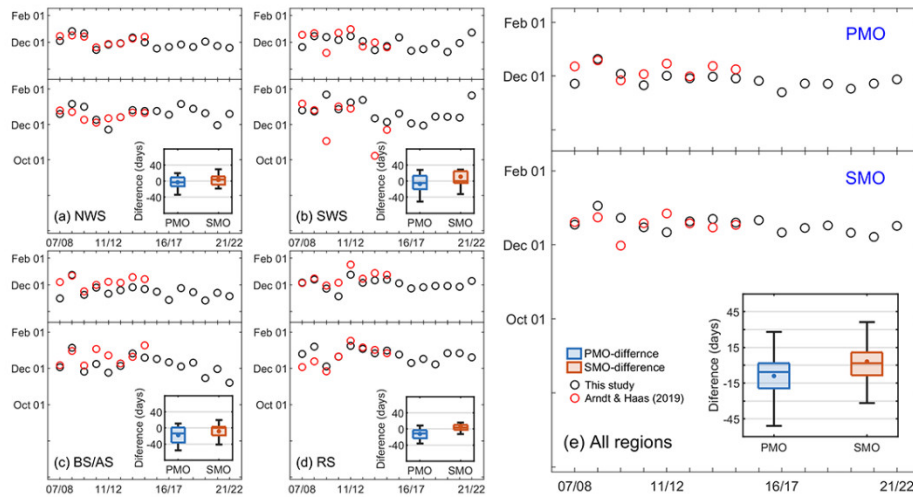 Feb 01
Dec 01
Dec 01
Oct 01
Diference (days)
40
0
-40
PMO SMO
(a) NWS
07/08 11/12 16/17 21/22
Feb 01
Dec 01
Dec 01
Oct 01
Diference (days)
40
0
-40
PMO SMO
(b) SWS
07/08 11/12 16/17 21/22
Feb 01
Dec 01
Dec 01
Oct 01
Diference (days)
40
0
-40
PMO SMO
(c) BS/AS
07/08 11/12 16/17 21/22
Feb 01
Dec 01
Dec 01
Oct 01
Diference (days)
40
0
-40
PMO SMO
(d) RS
07/08 11/12 16/17 21/22
Feb 01
PMO
Dec 01
Feb 01
SMO
Dec 01
Oct 01
PMO-differnce
SMO-difference
This study
Arndt & Haas (2019)
Diference (days)
45
15
-15
-45
PMO SMO
(e) All regions
07/08 11/12 16/17 21/22